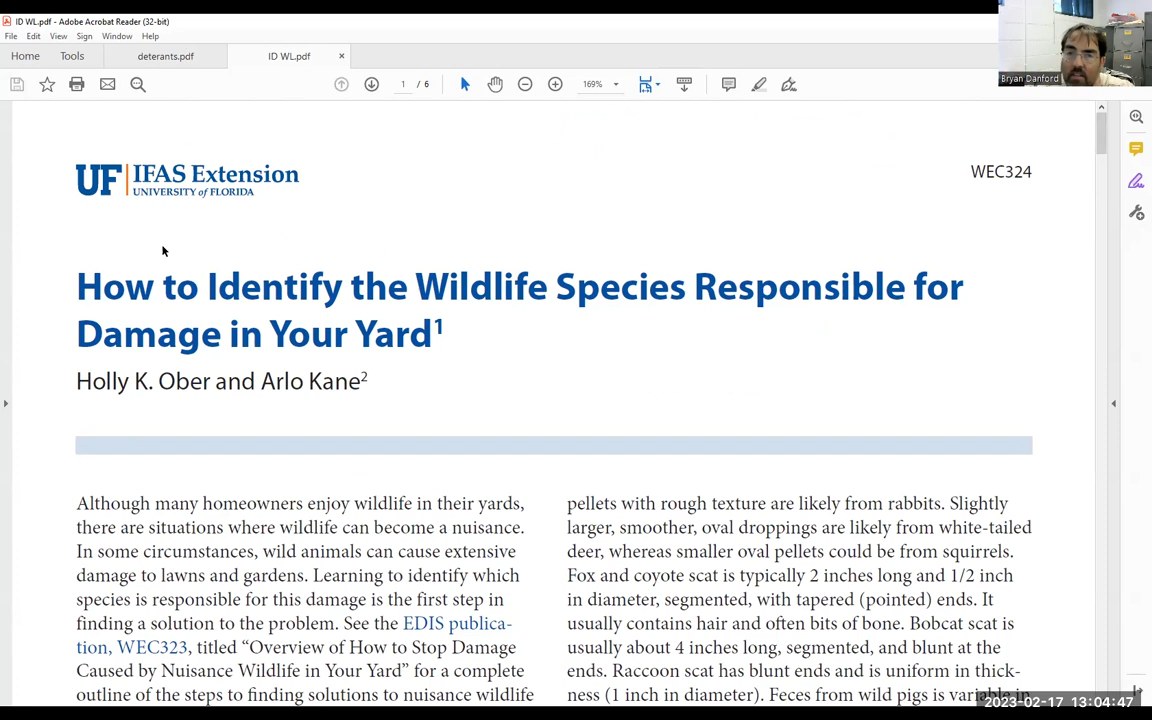 ID WL.pdf - Adobe Acrobat Reader (32-bit)
File Edit View Sign Window Help
Home Tools deterants.pdf ID WL.pdf ×
1 / 6 169%
Bryan Danford
UF IFAS Extension
UNIVERSITY of FLORIDA
WEC324
How to Identify the Wildlife Species Responsible for
Damage in Your Yard1
Holly K. Ober and Arlo Kane2
Although many homeowners enjoy wildlife in their yards,
there are situations where wildlife can become a nuisance.
In some circumstances, wild animals can cause extensive
damage to lawns and gardens. Learning to identify which
species is responsible for this damage is the first step in
finding a solution to the problem. See the EDIS publica-
tion, WEC323, titled “Overview of How to Stop Damage
Caused by Nuisance Wildlife in Your Yard” for a complete
outline of the steps to finding solutions to nuisance wildlife
pellets with rough texture are likely from rabbits. Slightly
larger, smoother, oval droppings are likely from white-tailed
deer, whereas smaller oval pellets could be from squirrels.
Fox and coyote scat is typically 2 inches long and 1/2 inch
in diameter, segmented, with tapered (pointed) ends. It
usually contains hair and often bits of bone. Bobcat scat is
usually about 4 inches long, segmented, and blunt at the
ends. Raccoon scat has blunt ends and is uniform in thick-
ness (1 inch in diameter). Feces from wild pigs is variable in
2023-02-17 13:04:47